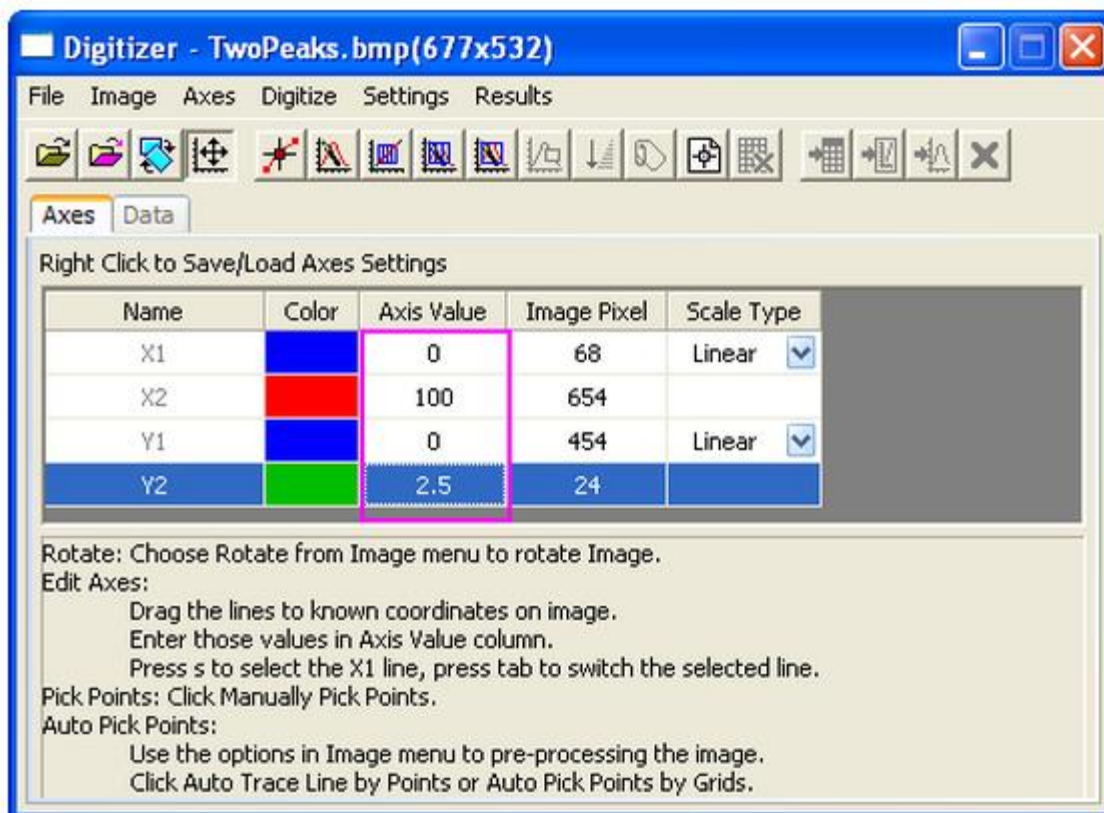 Digitizer - TwoPeaks.bmp(677x532)
File Image Axes Digitize Settings Results
Axes Data
Right Click to Save/Load Axes Settings
Name Color Axis Value Image Pixel Scale Type
X1 0 68 Linear
X2 100 654
Y1 0 454 Linear
Y2 2.5 24
Rotate: Choose Rotate from Image menu to rotate Image.
Edit Axes:
Drag the lines to known coordinates on image.
Enter those values in Axis Value column.
Press s to select the X1 line, press tab to switch the selected line.
Pick Points: Click Manually Pick Points.
Auto Pick Points:
Use the options in Image menu to pre-processing the image.
Click Auto Trace Line by Points or Auto Pick Points by Grids.